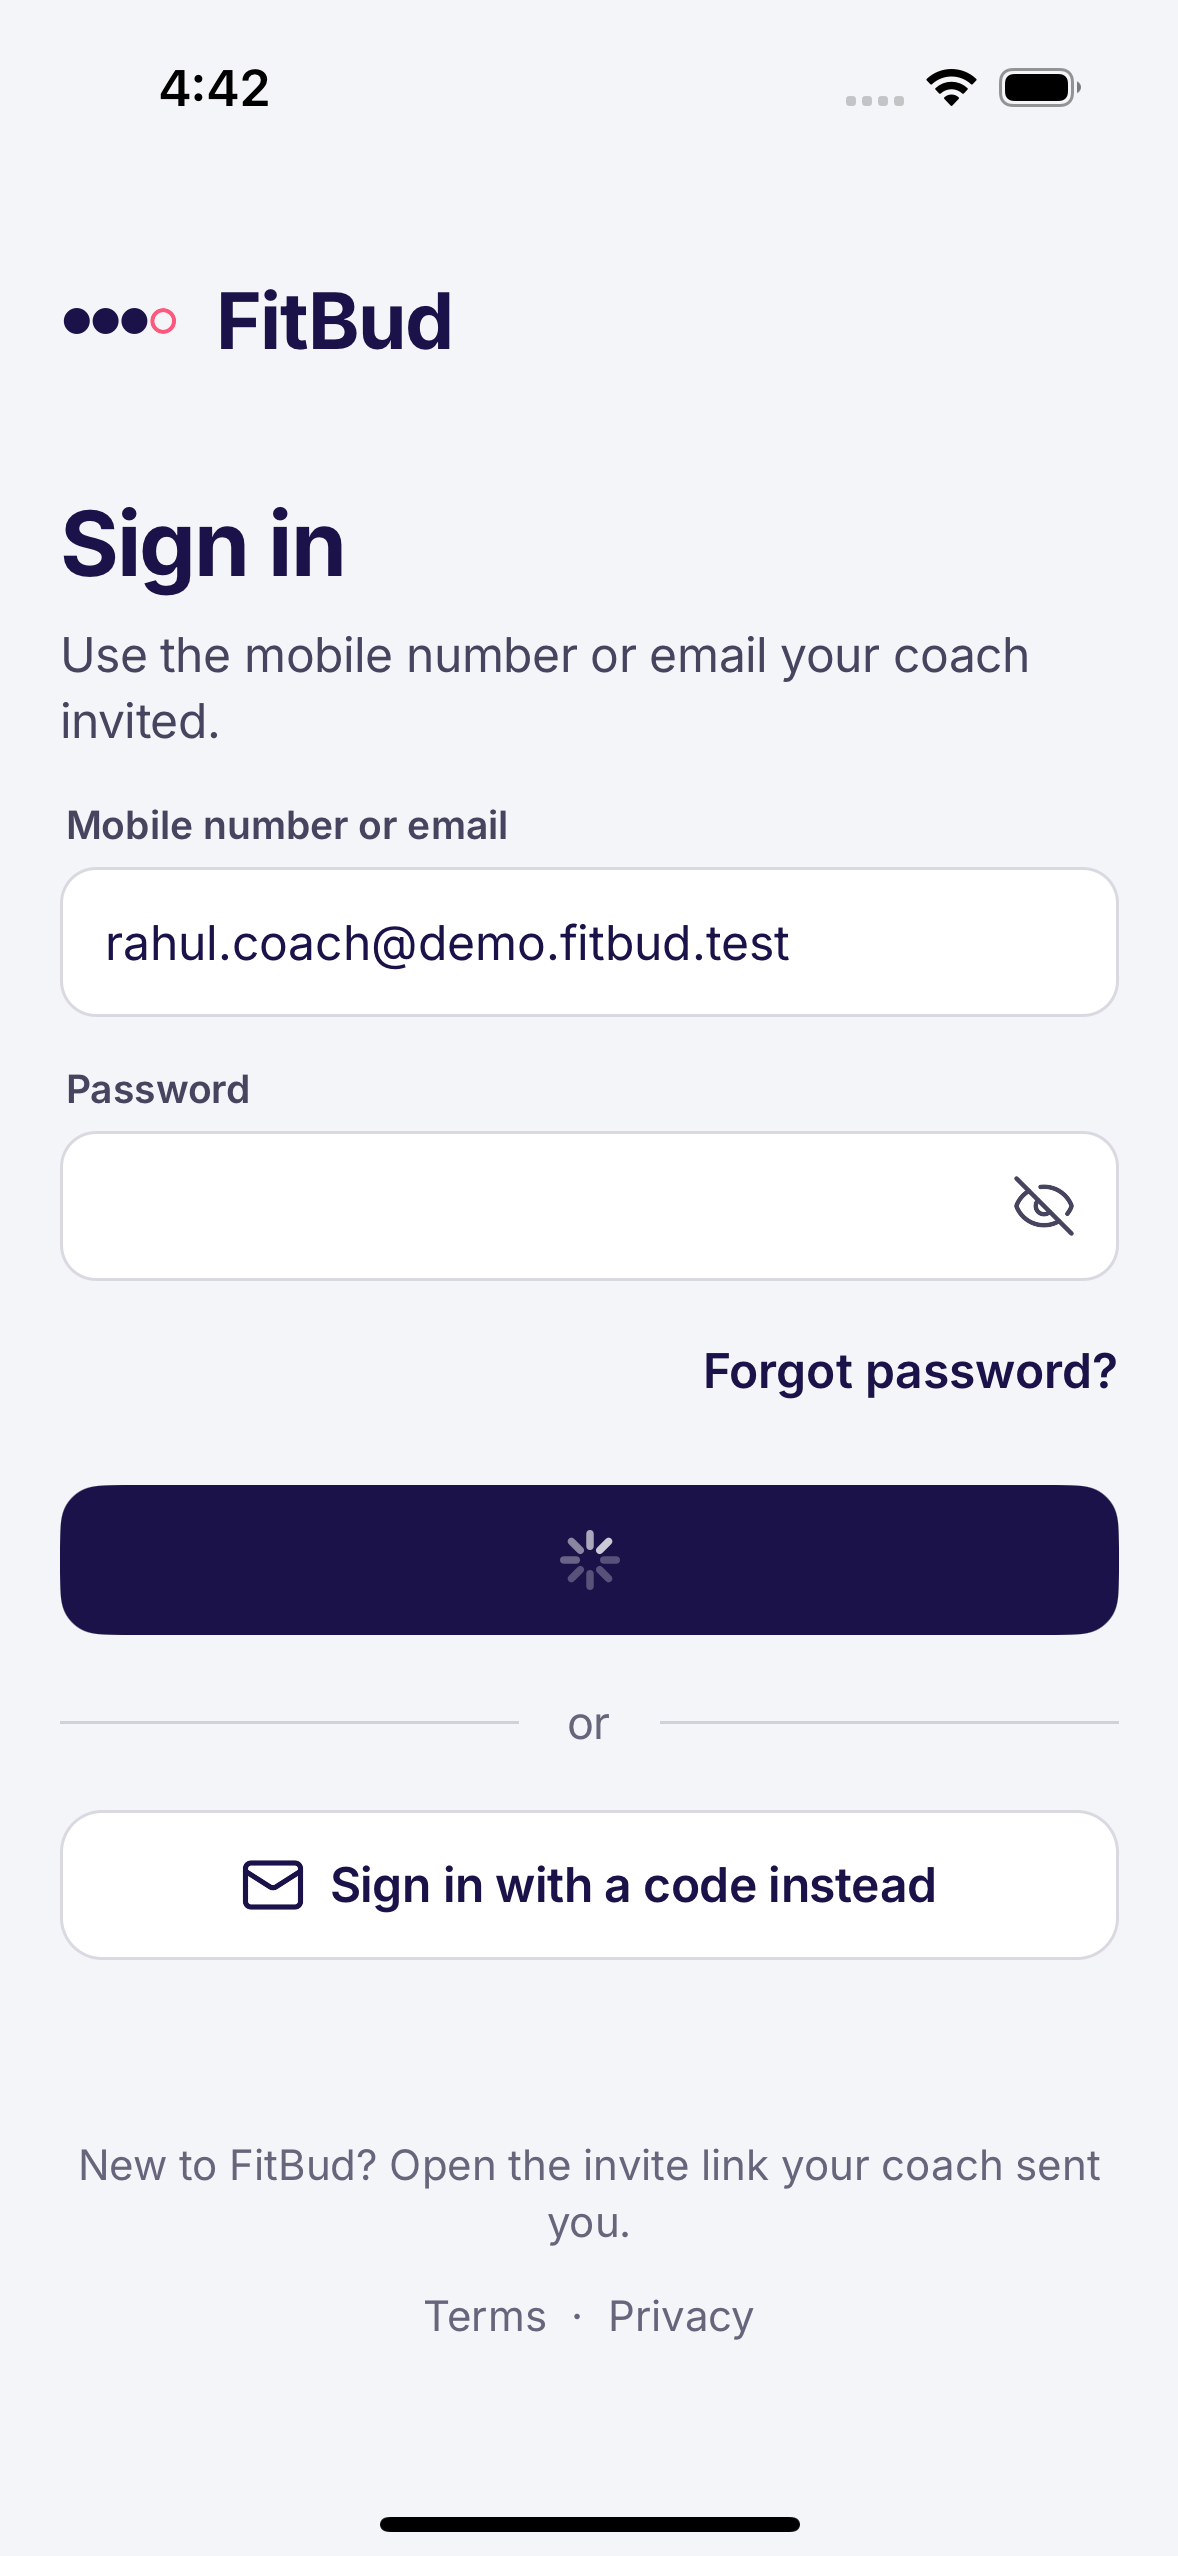 4:42
FitBud
Sign in
Use the mobile number or email your coach
invited.
Mobile number or email
rahul.coach@demo.fitbud.test
Password
Forgot password?
or
Sign in with a code instead
New to FitBud? Open the invite link your coach sent
you.
Terms · Privacy